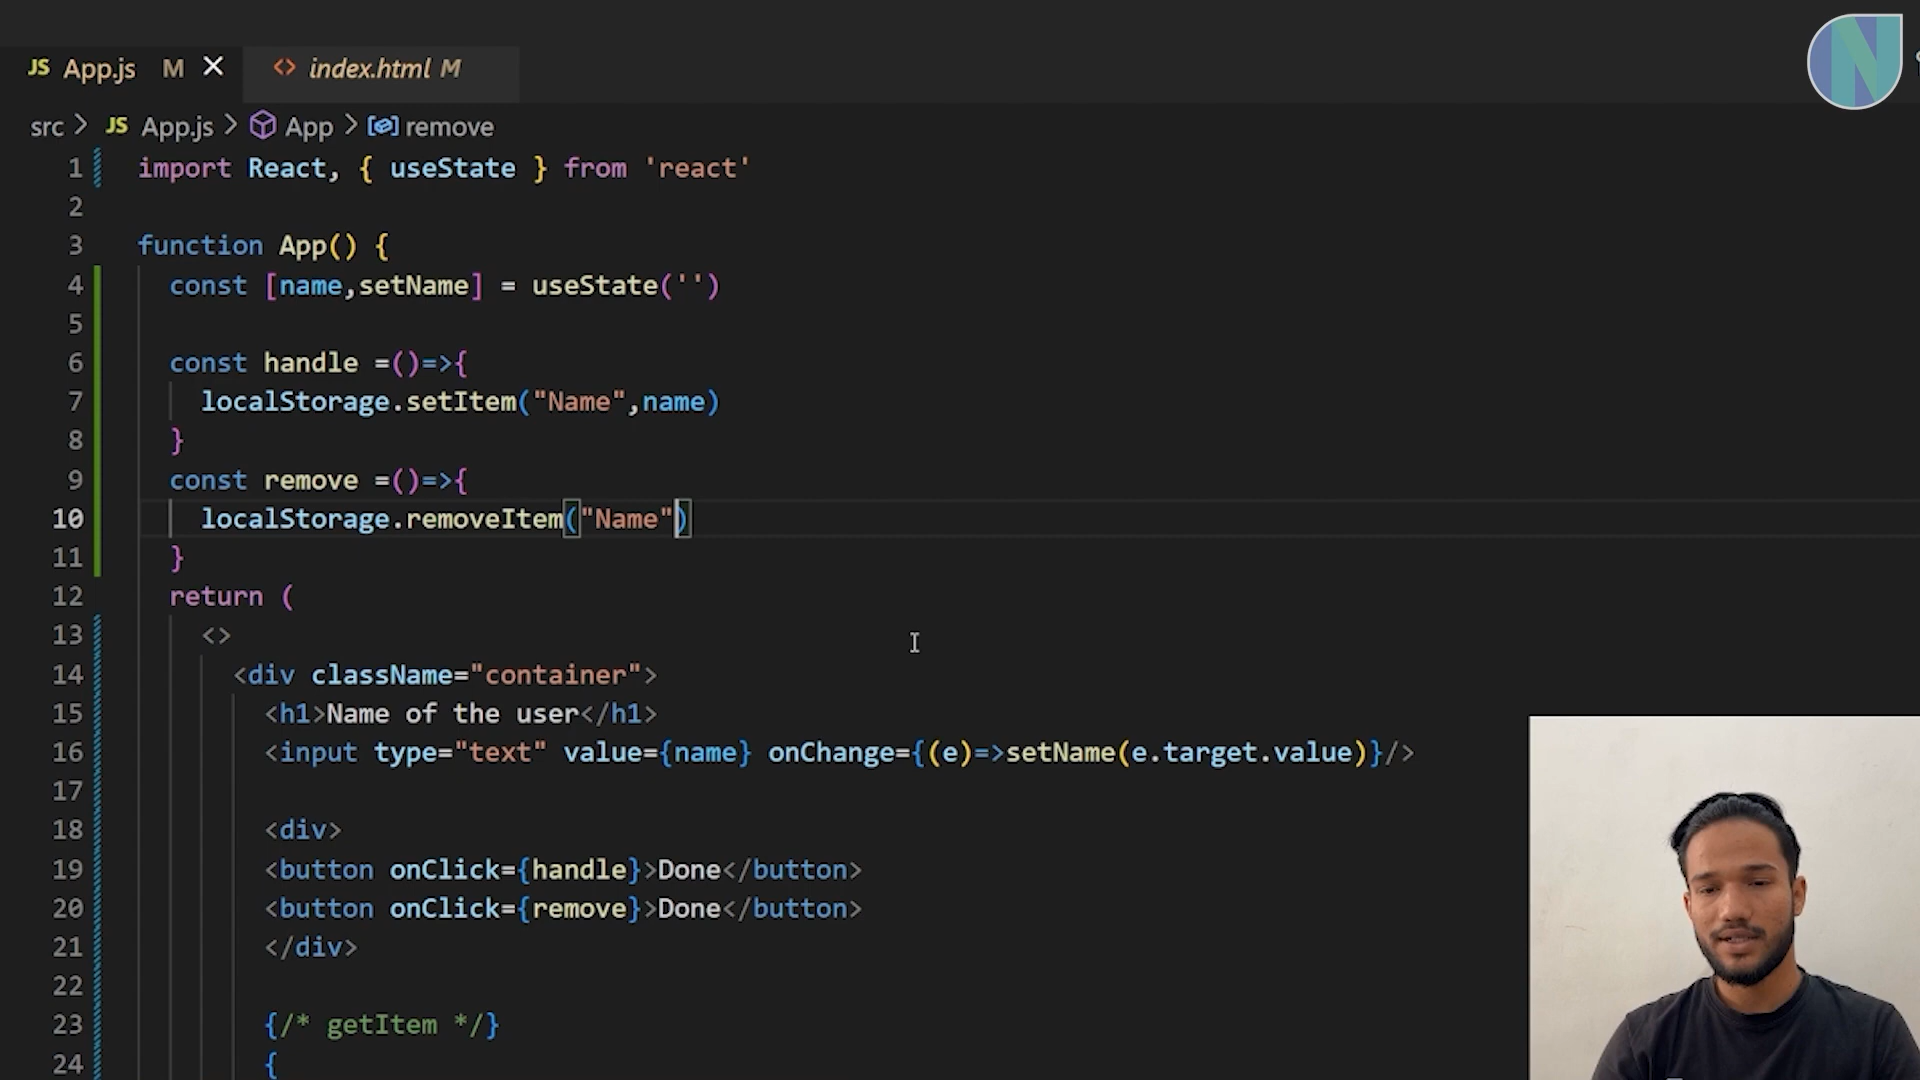 JS App.js M
<> index.html M
src > JS App.js > App > remove
1 import React, { useState } from 'react'
2
3 function App() {
4 const [name,setName] = useState('')
5
6 const handle =()=>{
7 localStorage.setItem("Name",name)
8 }
9 const remove =()=>{
10 localStorage.removeItem("Name")
11 }
12 return (
13 <>
14 <div className="container">
15 <h1>Name of the user</h1>
16 <input type="text" value={name} onChange={(e)=>setName(e.target.value)}/>
17
18 <div>
19 <button onClick={handle}>Done</button>
20 <button onClick={remove}>Done</button>
21 </div>
22
23 {/* getItem */}
24 {
N